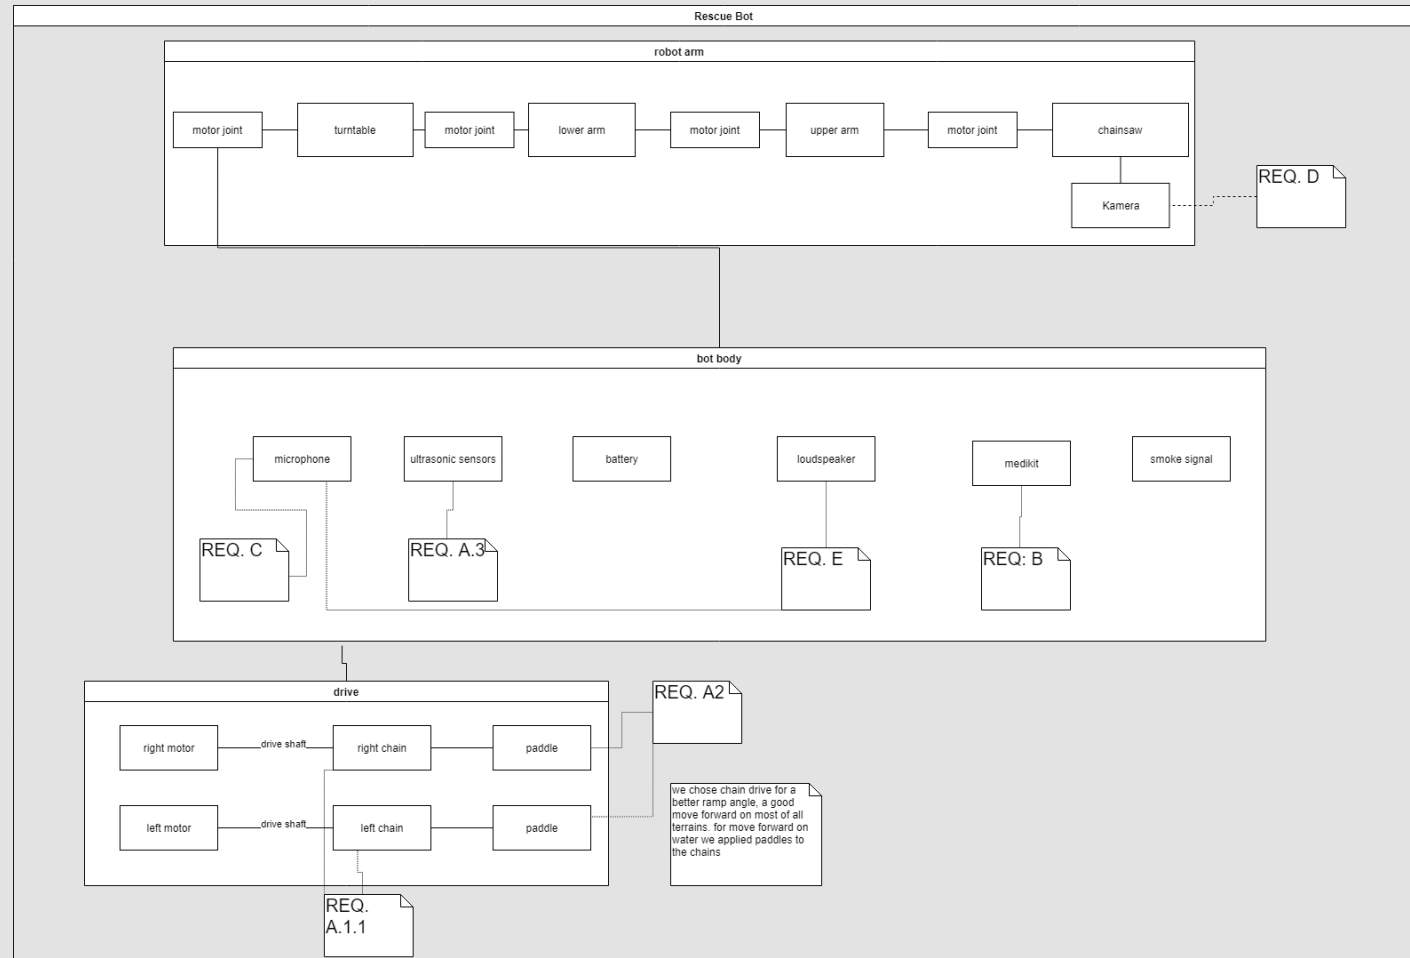 Rescue Bot
robot arm
motor joint
turntable
motor joint
lower arm
motor joint
upper arm
motor joint
chainsaw
Kamera
REQ. D
bot body
microphone
ultrasonic sensors
battery
loudspeaker
medikit
smoke signal
REQ. C
REQ. A.3
REQ. E
REQ: B
drive
REQ. A2
right motor
drive shaft
right chain
paddle
left motor
drive shaft
left chain
paddle
we chose chain drive for a
better ramp angle, a good
move forward on most of all
terrains. for move forward on
water we applied paddles to
the chains
REQ.
A.1.1